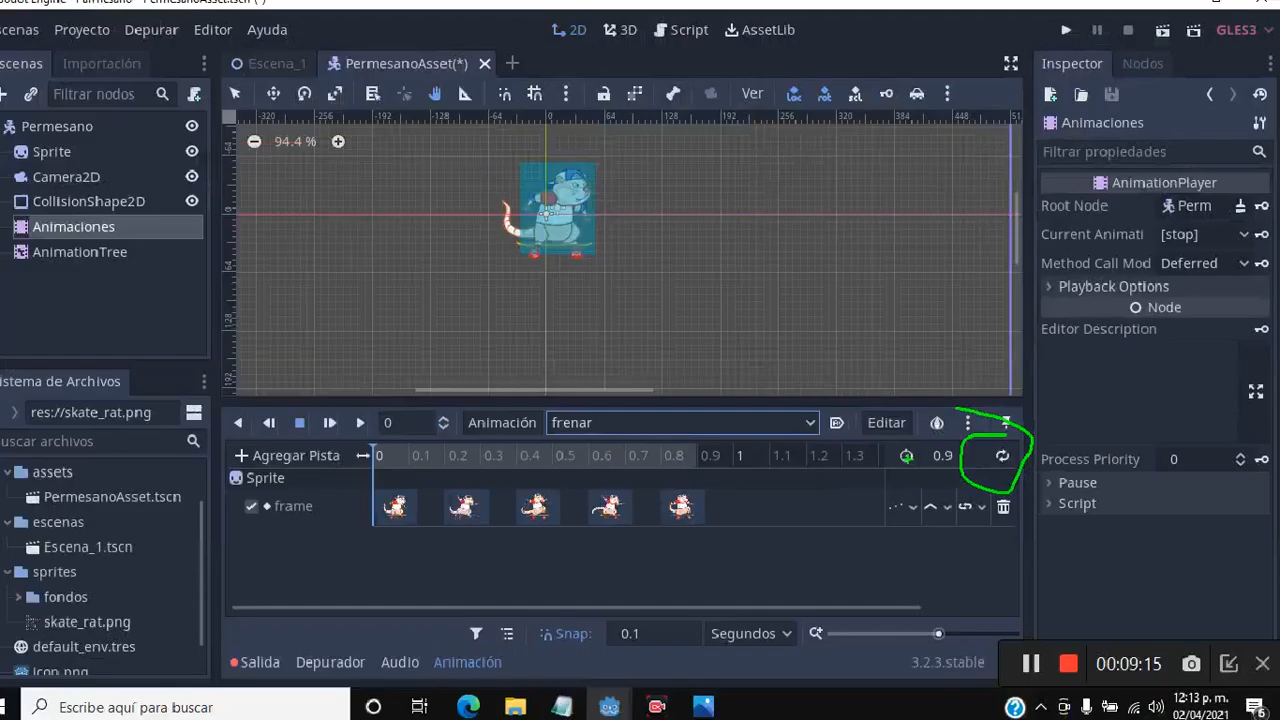 Escenas Proyecto Depurar Editor Ayuda
2D 3D Script AssetLib
GLES3
Importación
Filtrar nodos
Permesano
Sprite
Camera2D
CollisionShape2D
Animaciones
AnimationTree
Escena_1 PermesanoAsset(*)
Ver
94.4 %
Inspector Nodos
Animaciones
Filtrar propiedades
AnimationPlayer
Root Node Perm
Current Animati [stop]
Method Call Mod Deferred
Playback Options
Node
Editor Description
Process Priority 0
Pause
Script
istema de Archivos
res://skate_rat.png
uscar archivos
assets
PermesanoAsset.tscn
escenas
Escena_1.tscn
sprites
fondos
skate_rat.png
default_env.tres
icon.png
0 Animación frenar Editar
Agregar Pista 0 0.1 0.2 0.3 0.4 0.5 0.6 0.7 0.8 0.9 1 1.1 1.2 1.3 0.9
Sprite
frame
Snap: 0.1 Segundos
Salida Depurador Audio Animación 3.2.3.stable
00:09:15
Escribe aquí para buscar
12:13 p. m.
02/04/2021
6